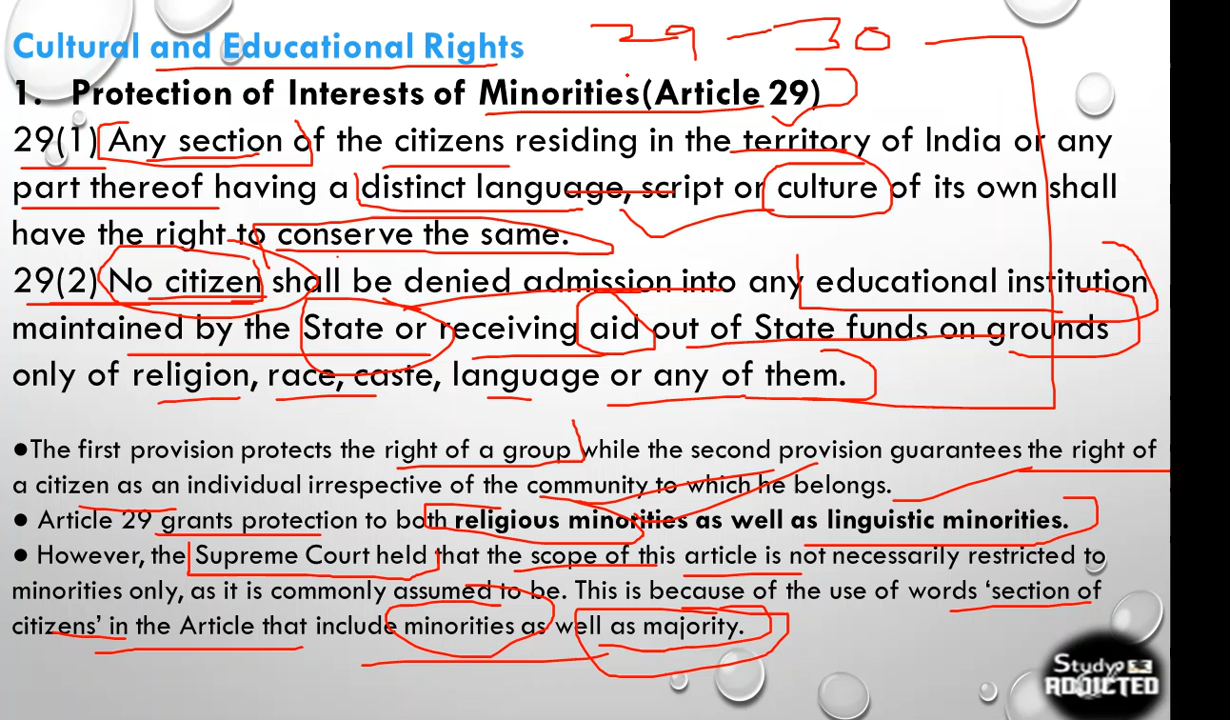 29 - 30
Cultural and Educational Rights
1. Protection of Interests of Minorities(Article 29)
29(1) Any section of the citizens residing in the territory of India or any
part thereof having a distinct language, script or culture of its own shall
have the right to conserve the same.
29(2) No citizen shall be denied admission into any educational institution
maintained by the State or receiving aid out of State funds on grounds
only of religion, race, caste, language or any of them.
●The first provision protects the right of a group while the second provision guarantees the right of
a citizen as an individual irrespective of the community to which he belongs.
● Article 29 grants protection to both religious minorities as well as linguistic minorities.
● However, the Supreme Court held that the scope of this article is not necessarily restricted to
minorities only, as it is commonly assumed to be. This is because of the use of words ‘section of
citizens’ in the Article that include minorities as well as majority.
Study
ADDICTED